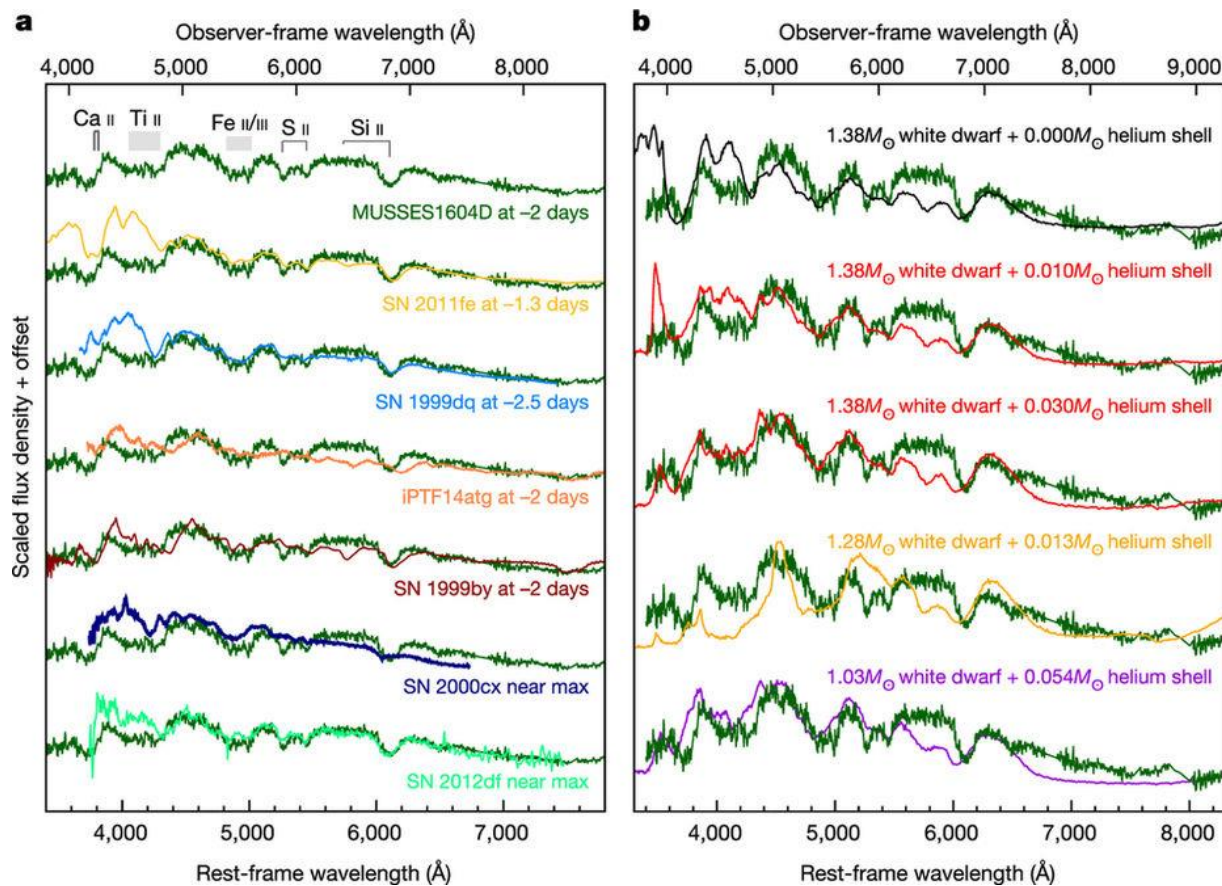 a
Observer-frame wavelength (Å)
4,000 5,000 6,000 7,000 8,000
Ca II Ti II Fe II/III S II Si II
MUSSES1604D at –2 days
SN 2011fe at –1.3 days
SN 1999dq at –2.5 days
iPTF14atg at –2 days
SN 1999by at –2 days
SN 2000cx near max
SN 2012df near max
Scaled flux density + offset
4,000 5,000 6,000 7,000
Rest-frame wavelength (Å)
b
Observer-frame wavelength (Å)
4,000 5,000 6,000 7,000 8,000 9,000
1.38M☉ white dwarf + 0.000M☉ helium shell
1.38M☉ white dwarf + 0.010M☉ helium shell
1.38M☉ white dwarf + 0.030M☉ helium shell
1.28M☉ white dwarf + 0.013M☉ helium shell
1.03M☉ white dwarf + 0.054M☉ helium shell
4,000 5,000 6,000 7,000 8,000
Rest-frame wavelength (Å)